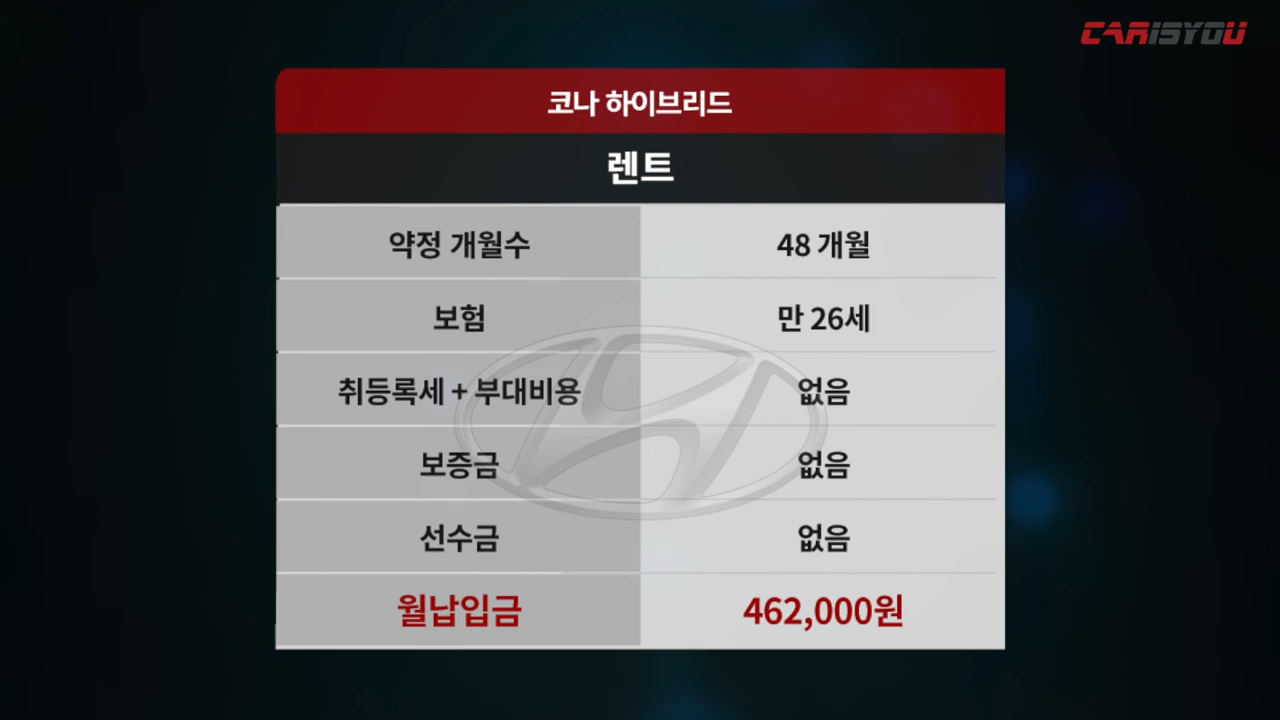 CARISYOU
코나 하이브리드
렌트
약정 개월수 48 개월
보험 만 26세
취등록세 + 부대비용 없음
보증금 없음
선수금 없음
월납입금 462,000원